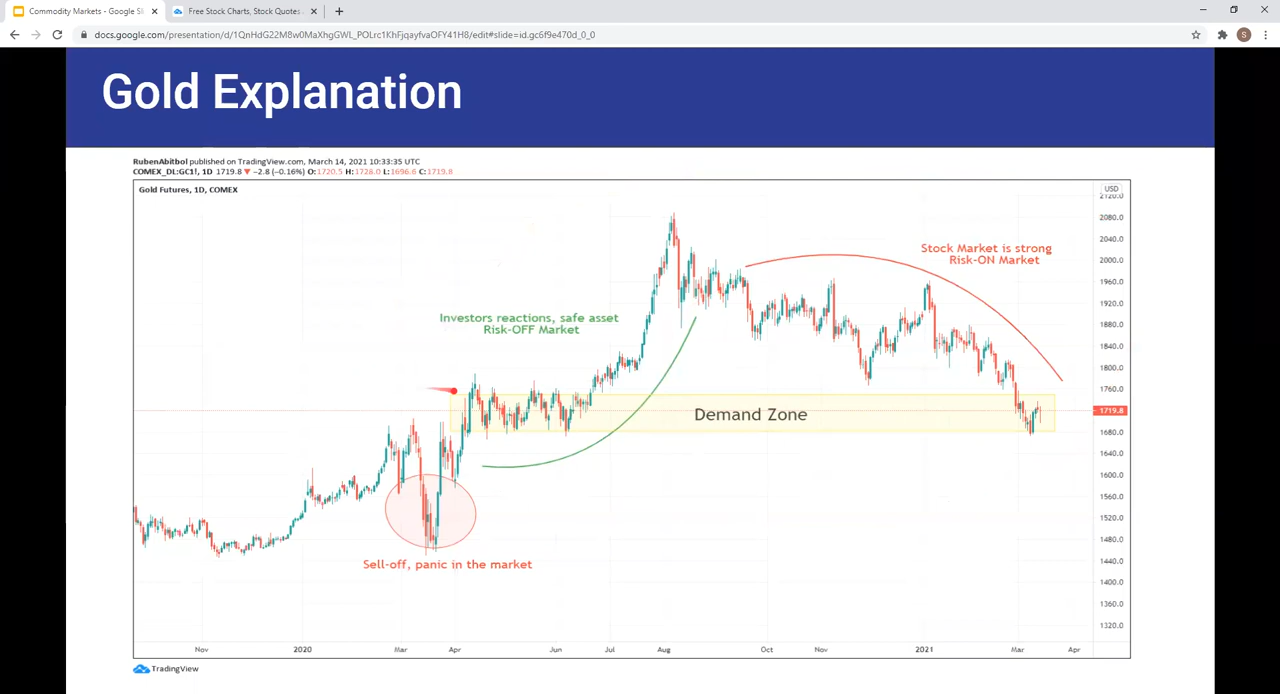 Commodity Markets - Google Sl
Free Stock Charts, Stock Quotes
docs.google.com/presentation/d/1QnHdG22M8w0MaXhgGWL_POLrc1KhFjqayfvaOFY41H8/edit#slide=id.gc6f9e470d_0_0
S
Gold Explanation
RubenAbitbol published on TradingView.com, March 14, 2021 10:33:35 UTC
COMEX_DL:GC1!, 1D 1719.8 ▼ −2.8 (−0.16%) O:1720.5 H:1728.0 L:1696.6 C:1719.8
Gold Futures, 1D, COMEX
USD
2120.0
2080.0
2040.0
2000.0
1960.0
1920.0
1880.0
1840.0
1800.0
1760.0
1719.8
1680.0
1640.0
1600.0
1560.0
1520.0
1480.0
1440.0
1400.0
1360.0
1320.0
Stock Market is strong
Risk-ON Market
Investors reactions, safe asset
Risk-OFF Market
Demand Zone
Sell-off, panic in the market
Nov 2020 Mar Apr Jun Jul Aug Oct Nov 2021 Mar Apr
TradingView